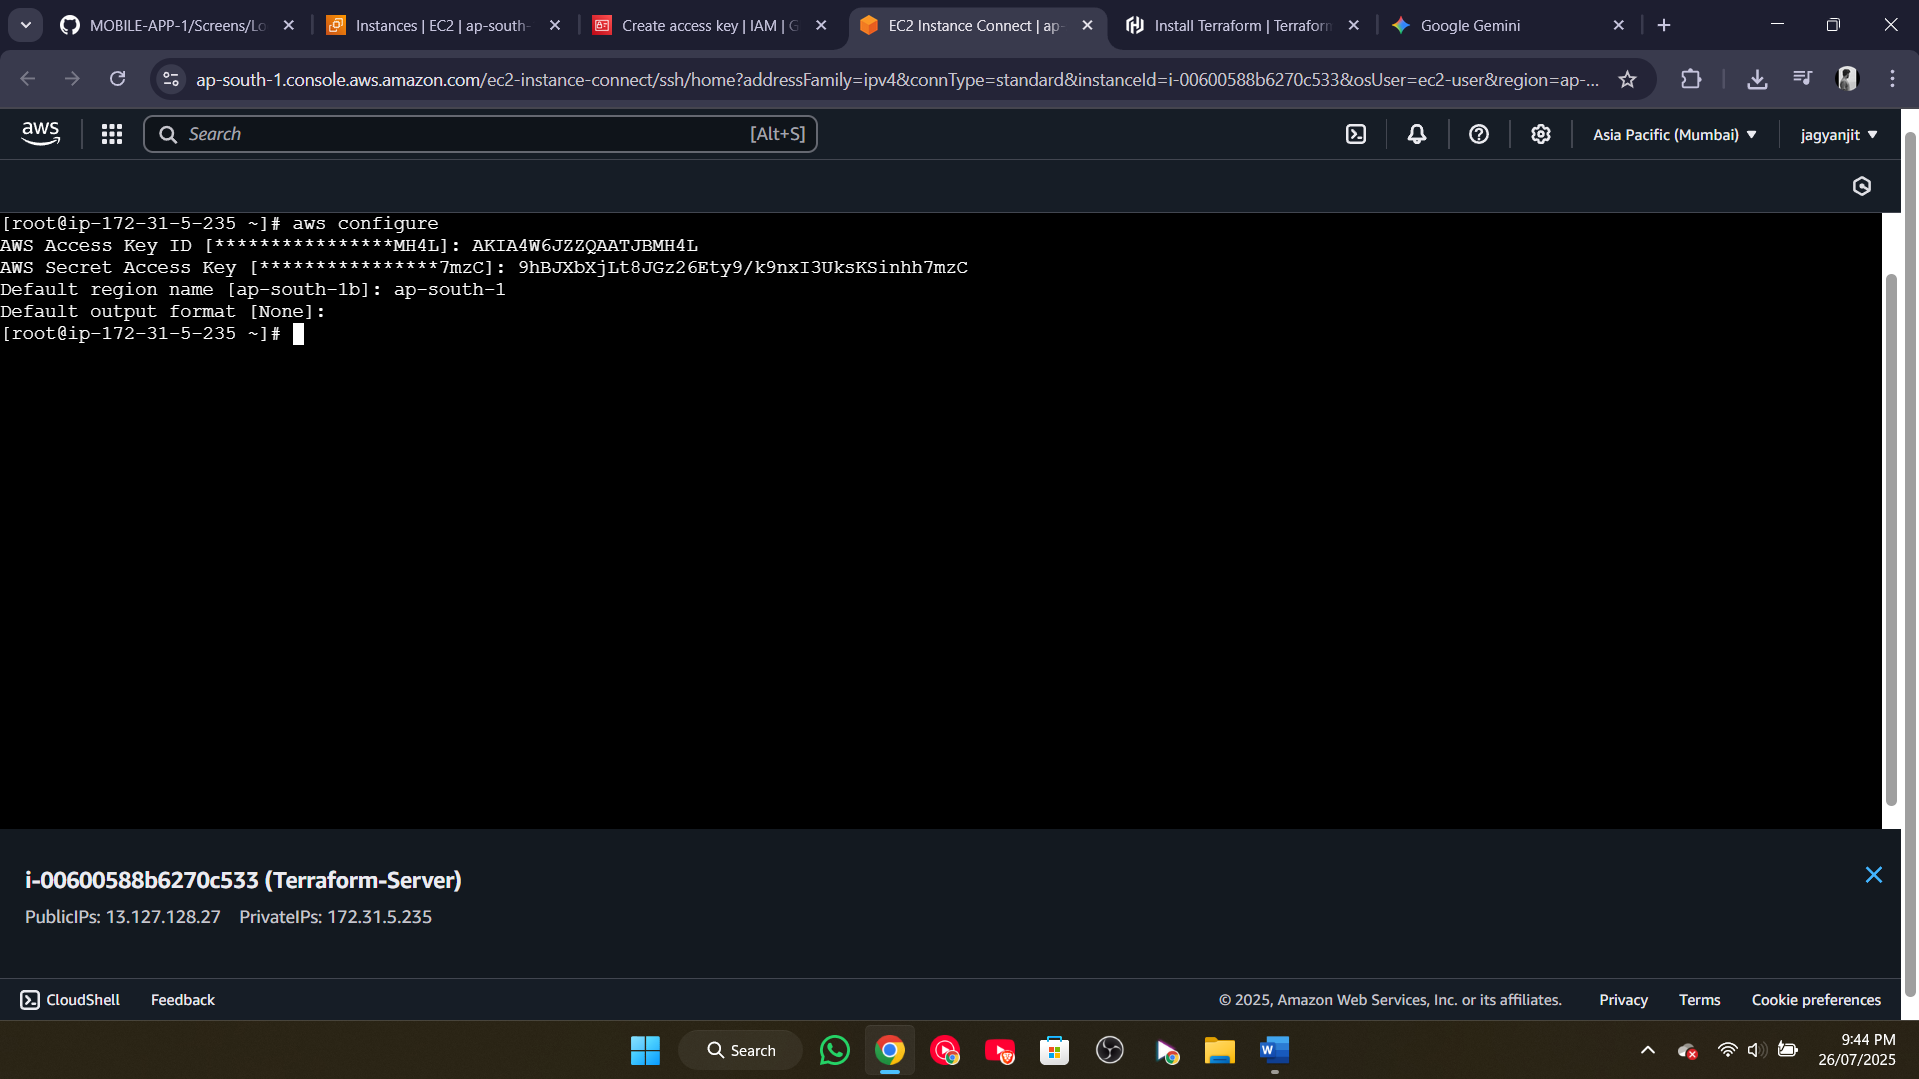 MOBILE-APP-1/Screens/Lo
Instances | EC2 | ap-south-
Create access key | IAM | G
EC2 Instance Connect | ap-
Install Terraform | Terraform
Google Gemini
ap-south-1.console.aws.amazon.com/ec2-instance-connect/ssh/home?addressFamily=ipv4&connType=standard&instanceId=i-00600588b6270c533&osUser=ec2-user&region=ap-...
aws
Search
[Alt+S]
Asia Pacific (Mumbai)
jagyanjit
[root@ip-172-31-5-235 ~]# aws configure
AWS Access Key ID [****************MH4L]: AKIA4W6JZZQAATJBMH4L
AWS Secret Access Key [****************7mzC]: 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
Default region name [ap-south-1b]: ap-south-1
Default output format [None]:
[root@ip-172-31-5-235 ~]#
i-00600588b6270c533 (Terraform-Server)
PublicIPs: 13.127.128.27 PrivateIPs: 172.31.5.235
CloudShell
Feedback
© 2025, Amazon Web Services, Inc. or its affiliates.
Privacy
Terms
Cookie preferences
Search
9:44 PM
26/07/2025